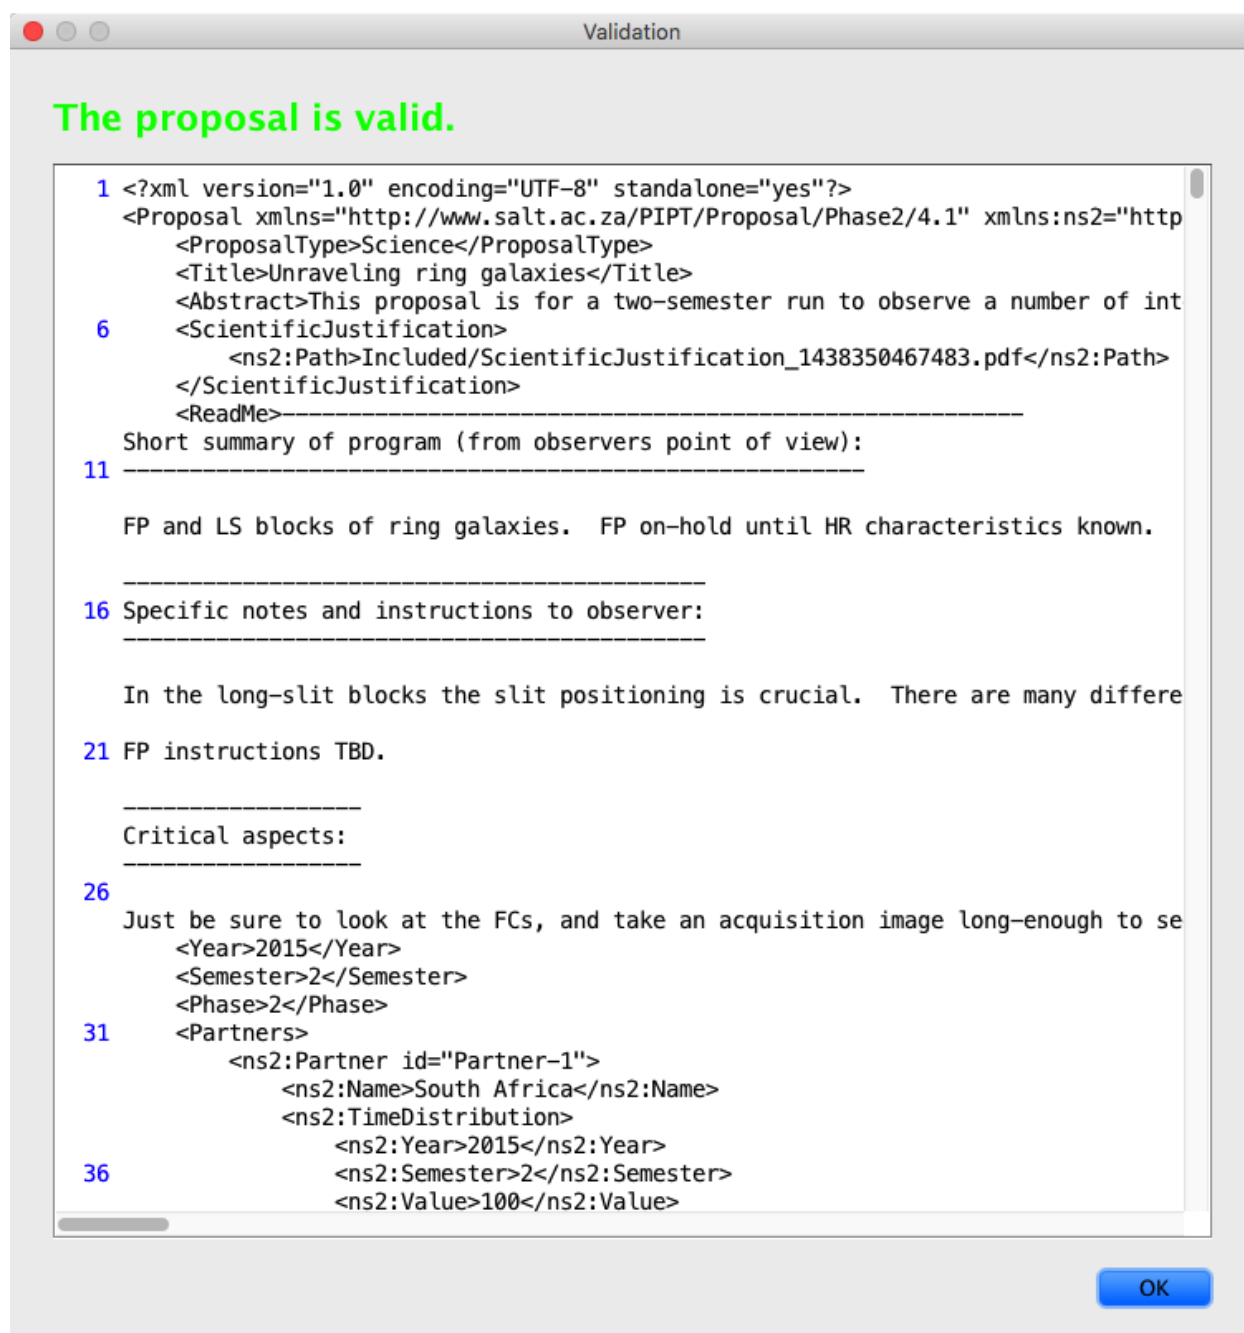 Validation
The proposal is valid.
1 <?xml version="1.0" encoding="UTF-8" standalone="yes"?>
<Proposal xmlns="http://www.salt.ac.za/PIPT/Proposal/Phase2/4.1" xmlns:ns2="http
<ProposalType>Science</ProposalType>
<Title>Unraveling ring galaxies</Title>
<Abstract>This proposal is for a two-semester run to observe a number of int
6 <ScientificJustification>
<ns2:Path>Included/ScientificJustification_1438350467483.pdf</ns2:Path>
</ScientificJustification>
<ReadMe>--------------------------------------------------------
Short summary of program (from observers point of view):
11 --------------------------------------------------------
FP and LS blocks of ring galaxies.  FP on-hold until HR characteristics known.
--------------------------------------------
16 Specific notes and instructions to observer:
--------------------------------------------
In the long-slit blocks the slit positioning is crucial.  There are many differe
21 FP instructions TBD.
------------------
Critical aspects:
------------------
26
Just be sure to look at the FCs, and take an acquisition image long-enough to se
<Year>2015</Year>
<Semester>2</Semester>
<Phase>2</Phase>
31 <Partners>
<ns2:Partner id="Partner-1">
<ns2:Name>South Africa</ns2:Name>
<ns2:TimeDistribution>
<ns2:Year>2015</ns2:Year>
36 <ns2:Semester>2</ns2:Semester>
<ns2:Value>100</ns2:Value>
OK